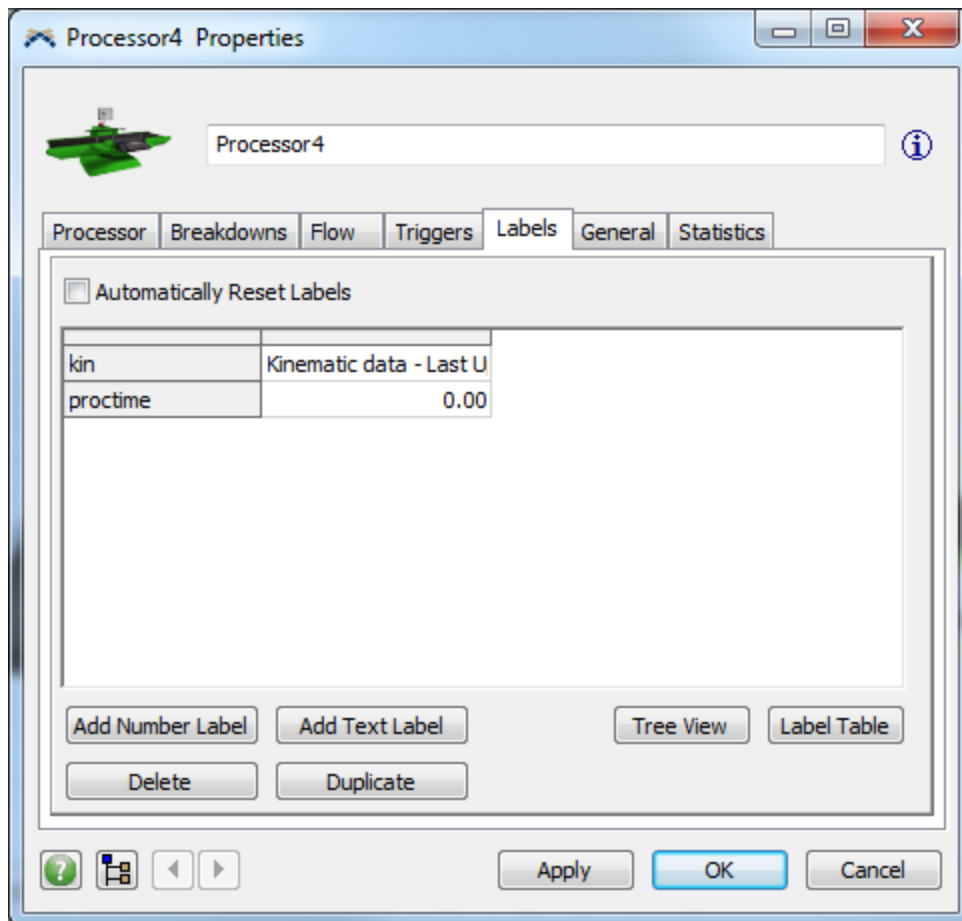 Processor4 Properties
Processor4
Processor Breakdowns Flow Triggers Labels General Statistics
Automatically Reset Labels
kin Kinematic data - Last U
proctime 0.00
Add Number Label Add Text Label Tree View Label Table
Delete Duplicate
Apply OK Cancel